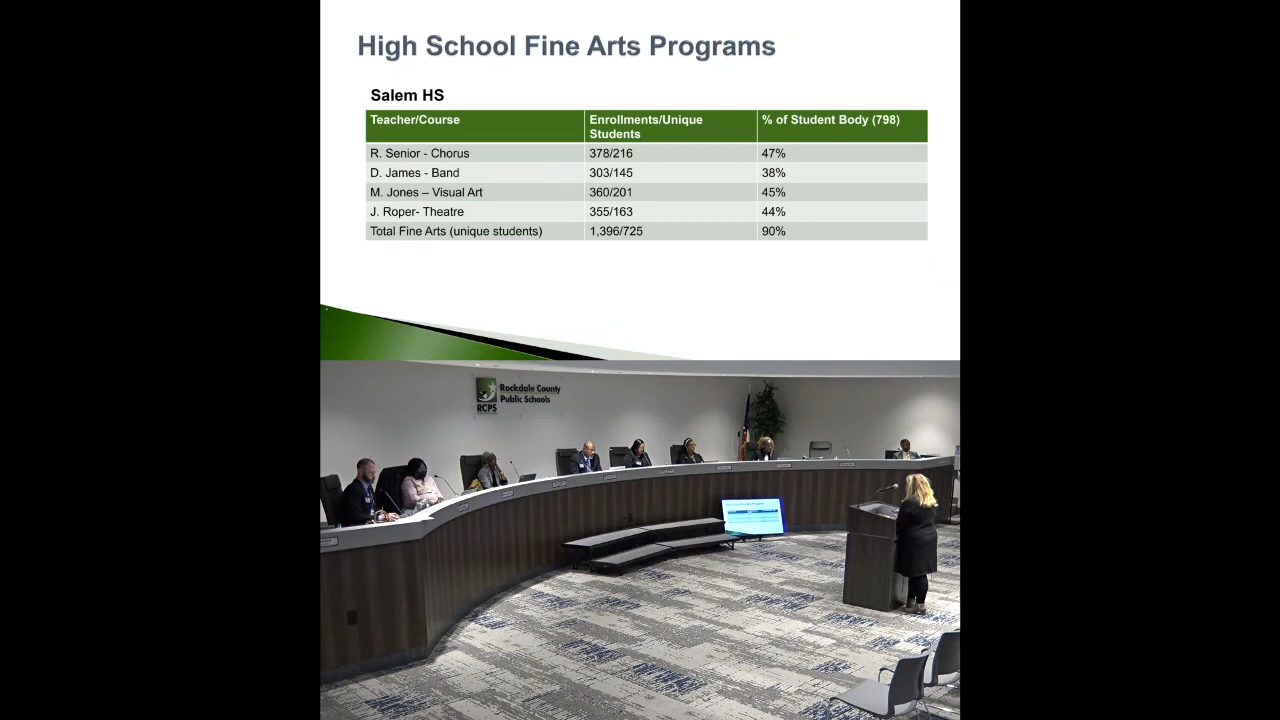 High School Fine Arts Programs
Salem HS
Teacher/Course Enrollments/Unique Students % of Student Body (798)
R. Senior - Chorus 378/216 47%
D. James - Band 303/145 38%
M. Jones – Visual Art 360/201 45%
J. Roper- Theatre 355/163 44%
Total Fine Arts (unique students) 1,396/725 90%
Rockdale County
Public Schools
RCPS